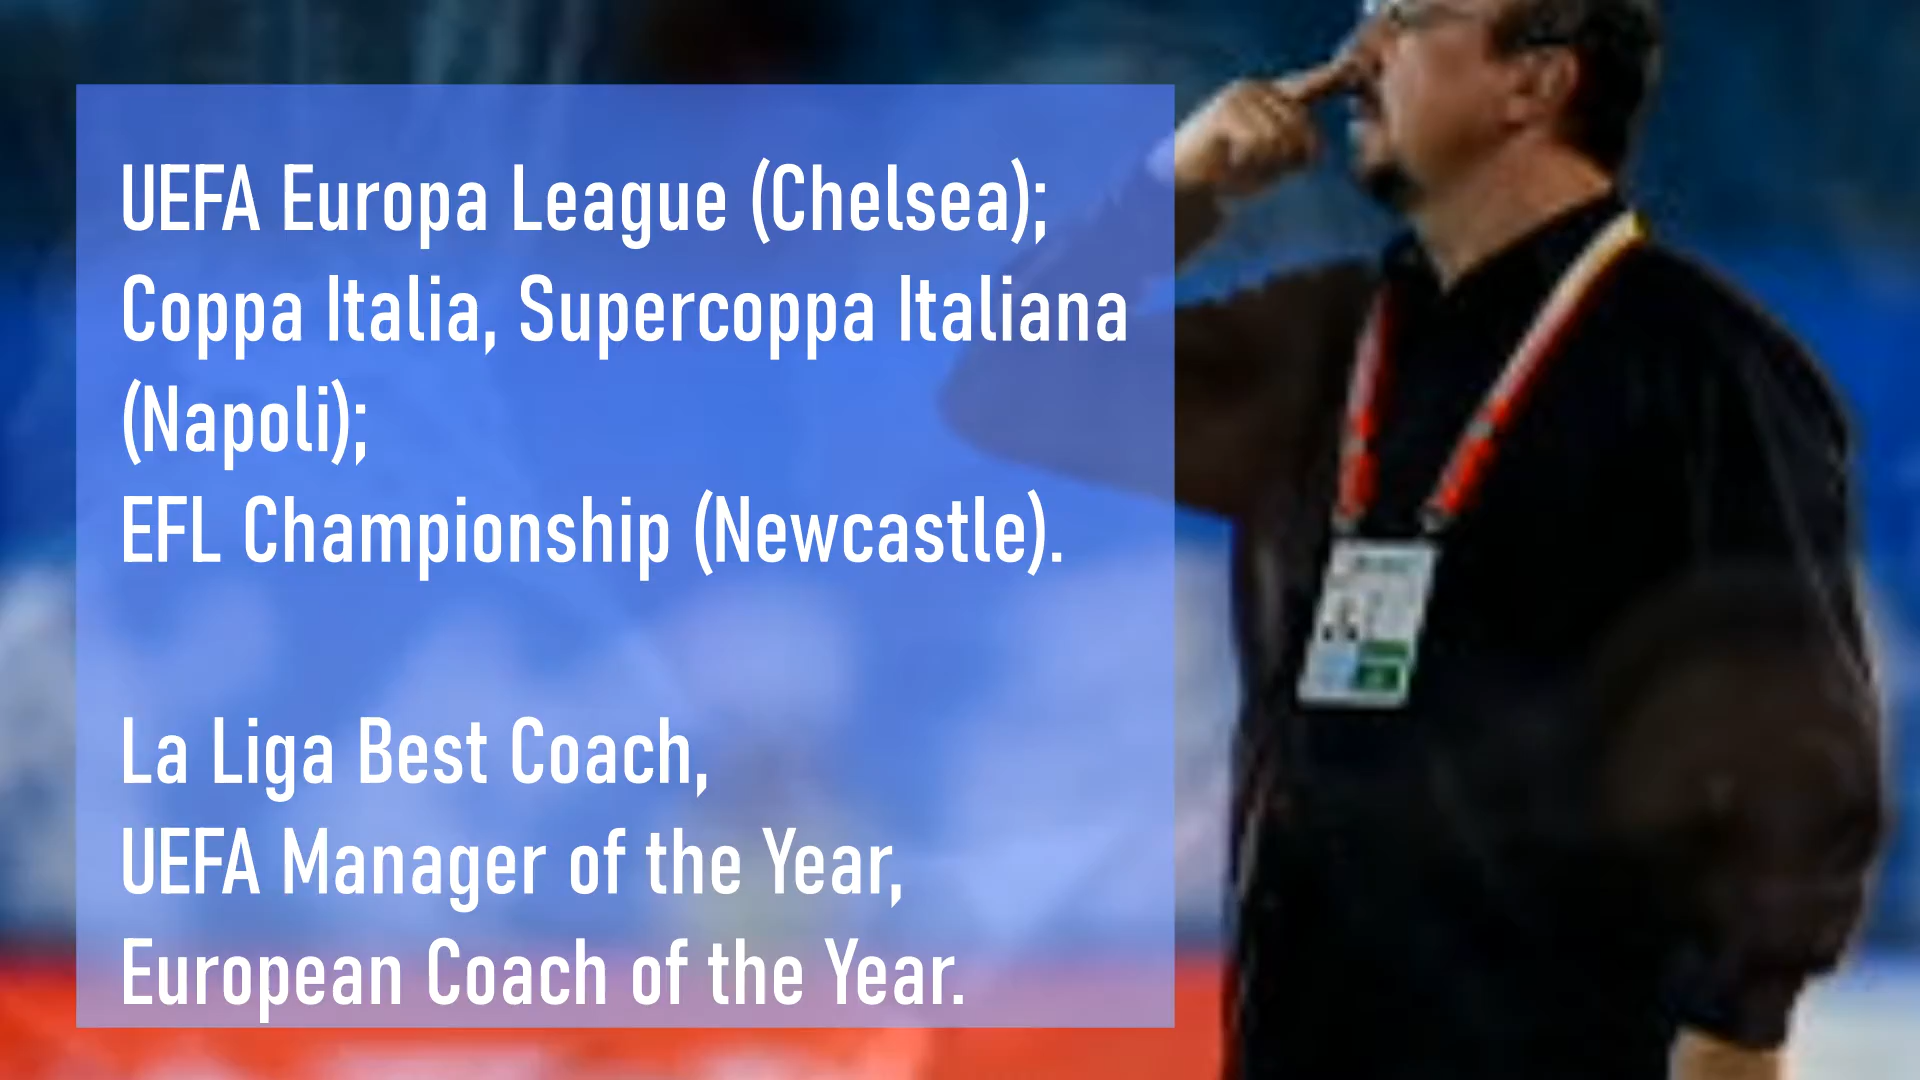 UEFA Europa League (Chelsea);
Coppa Italia, Supercoppa Italiana
(Napoli);
EFL Championship (Newcastle).
La Liga Best Coach,
UEFA Manager of the Year,
European Coach of the Year.